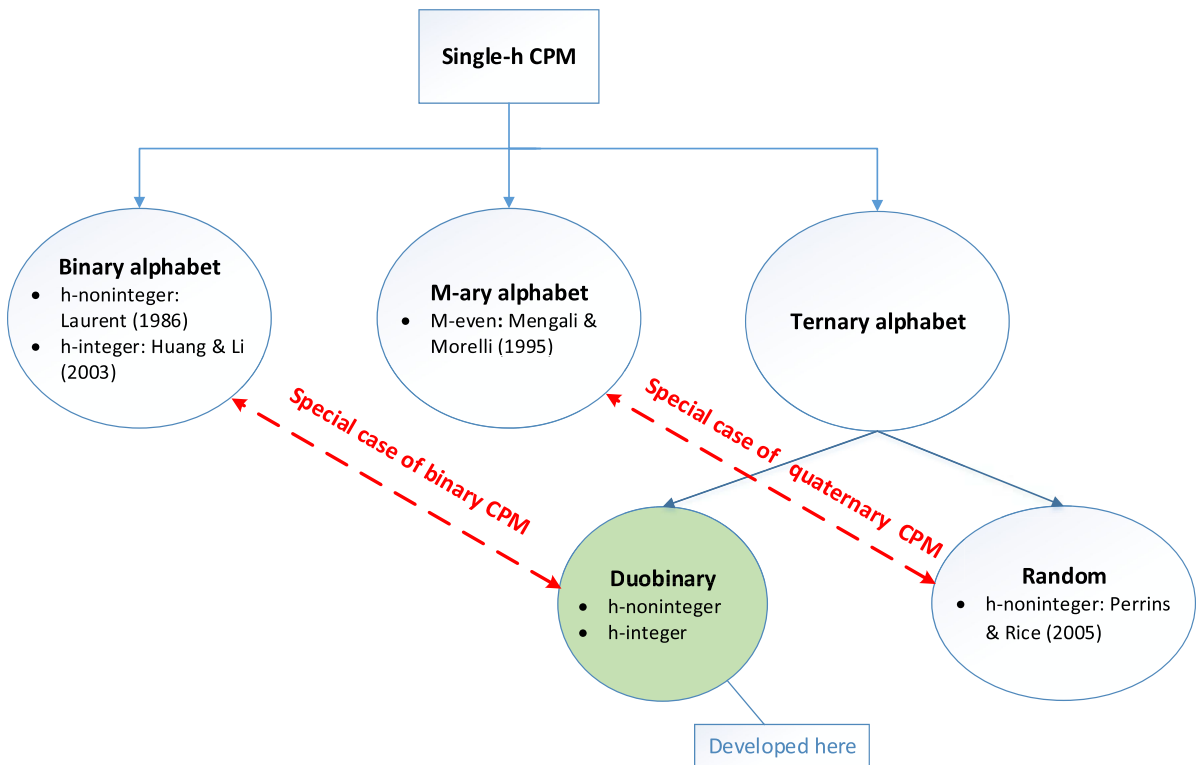 Single-h CPM
Binary alphabet
• h-noninteger:
Laurent (1986)
• h-integer: Huang & Li
(2003)
M-ary alphabet
• M-even: Mengali &
Morelli (1995)
Ternary alphabet
Special case of binary CPM
Special case of quaternary CPM
Duobinary
• h-noninteger
• h-integer
Random
• h-noninteger: Perrins
& Rice (2005)
Developed here